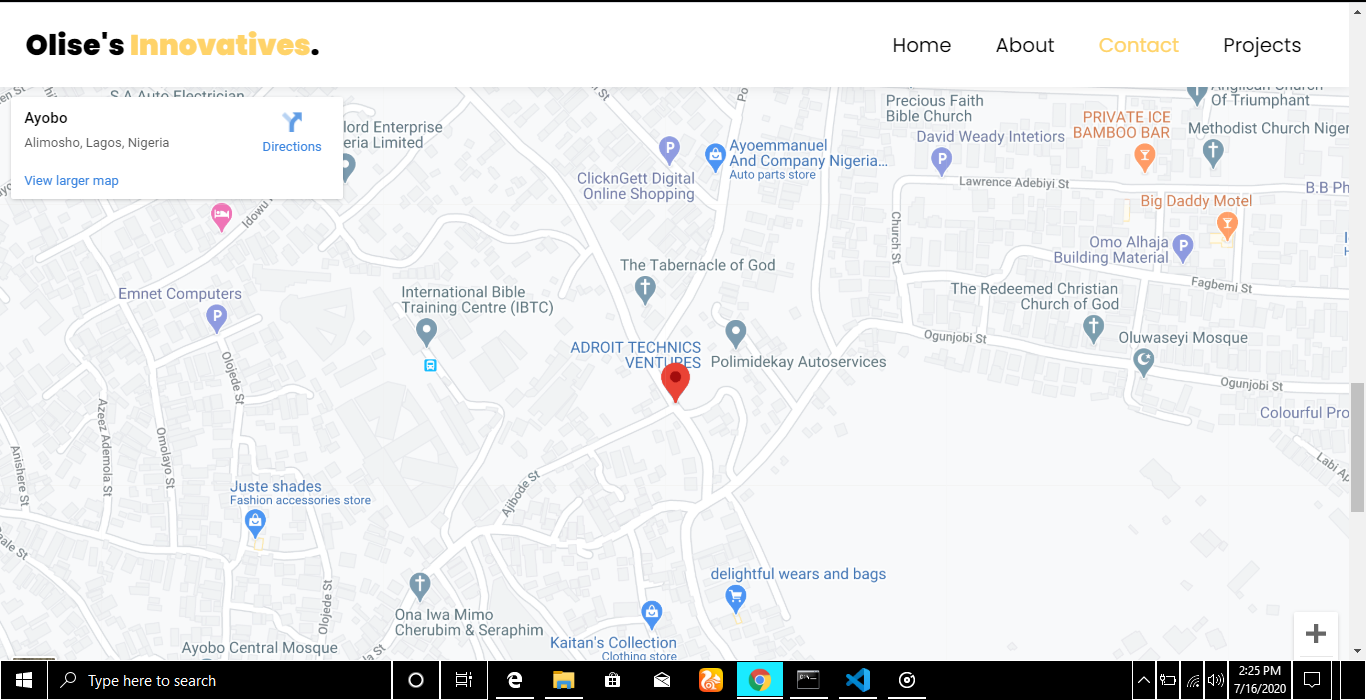 Olise's Innovatives.
Home
About
Contact
Projects
S.A Auto Electrician
Ayobo
Alimosho, Lagos, Nigeria
Directions
View larger map
lord Enterprise
eria Limited
Idowu
ClicknGett Digital
Online Shopping
Ayoemmanuel
And Company Nigeria...
Auto parts store
Precious Faith
Bible Church
PRIVATE ICE
BAMBOO BAR
David Weady Intetiors
Anglican Church
Of Triumphant
Methodist Church Niger
Lawrence Adebiyi St
B.B Ph
Big Daddy Motel
Church St
Omo Alhaja
Building Material
The Tabernacle of God
Emnet Computers
International Bible
Training Centre (IBTC)
The Redeemed Christian
Church of God
Fagbemi St
Ogunjobi St
Oluwaseyi Mosque
ADROIT TECHNICS
VENTURES
Polimidekay Autoservices
Ogunjobi St
Colourful Pro
Olojede St
Azeez Ademola St
Omolayo St
Anishere St
Labi Ap
Juste shades
Fashion accessories store
Ajibode St
eale St
delightful wears and bags
Ona Iwa Mimo
Cherubim & Seraphim
Olojede St
Kaitan's Collection
Clothing store
Ayobo Central Mosque
Type here to search
2:25 PM
7/16/2020